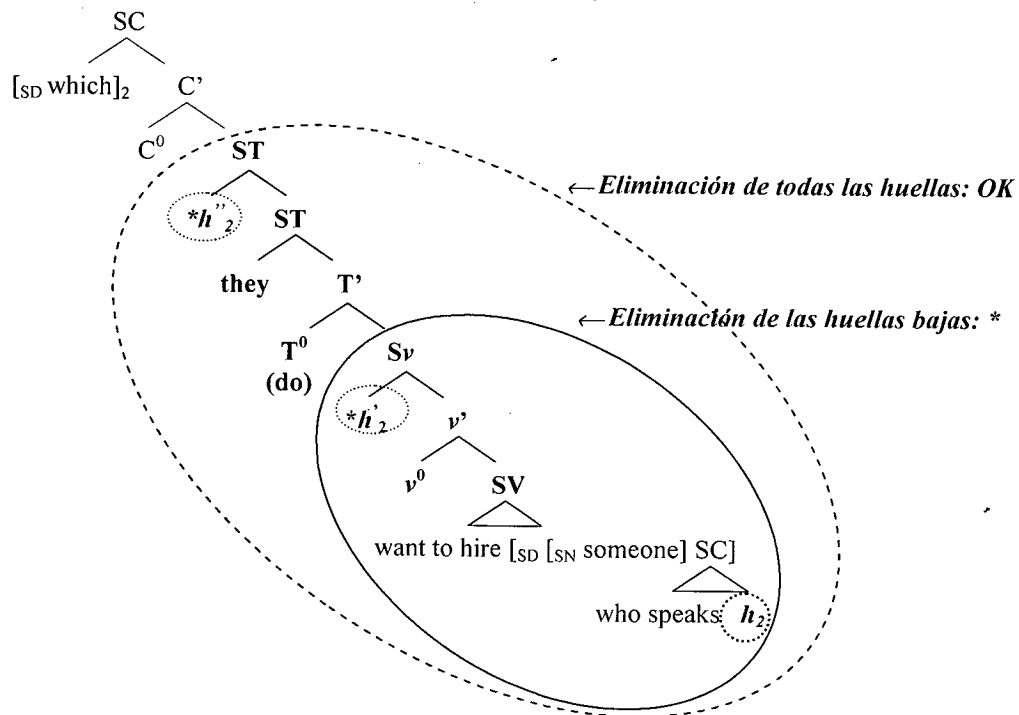 SC
[SD which]2 C’
C0 ST
←Eliminación de todas las huellas: OK
*h’’2 ST
they T’
←Eliminación de las huellas bajas: *
T0 Sv
(do)
*h’2 v’
v0 SV
want to hire [SD [SN someone] SC]
who speaks h2